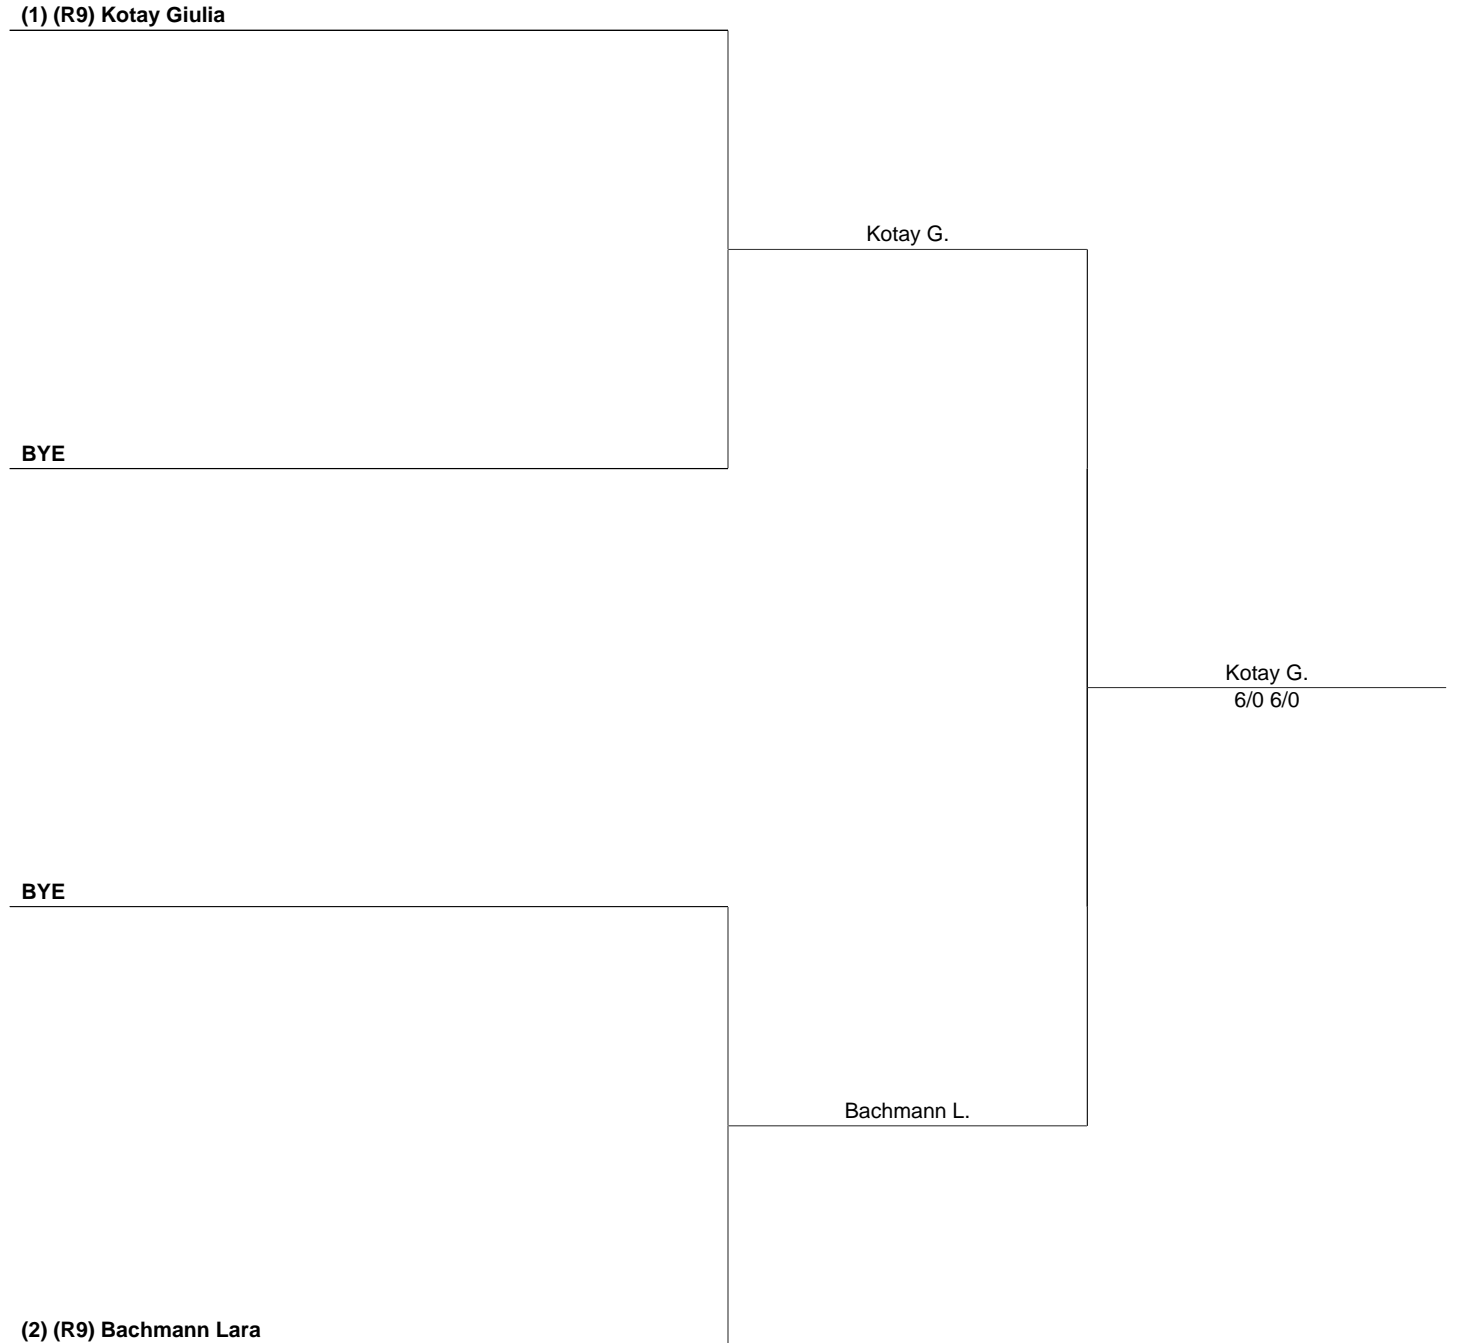 (1) (R9) Kotay Giulia
Kotay G.
BYE
Kotay G.
6/0 6/0
BYE
Bachmann L.
(2) (R9) Bachmann Lara